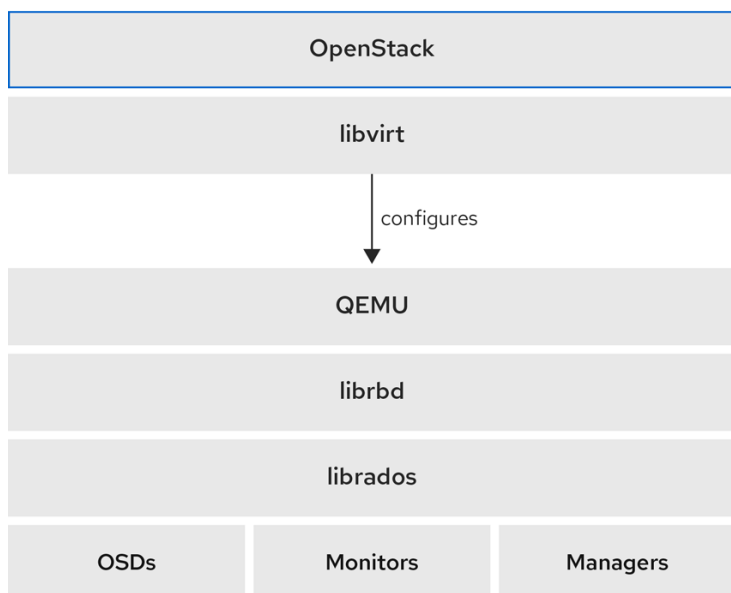 OpenStack
libvirt
configures
QEMU
librbd
librados
OSDs Monitors Managers